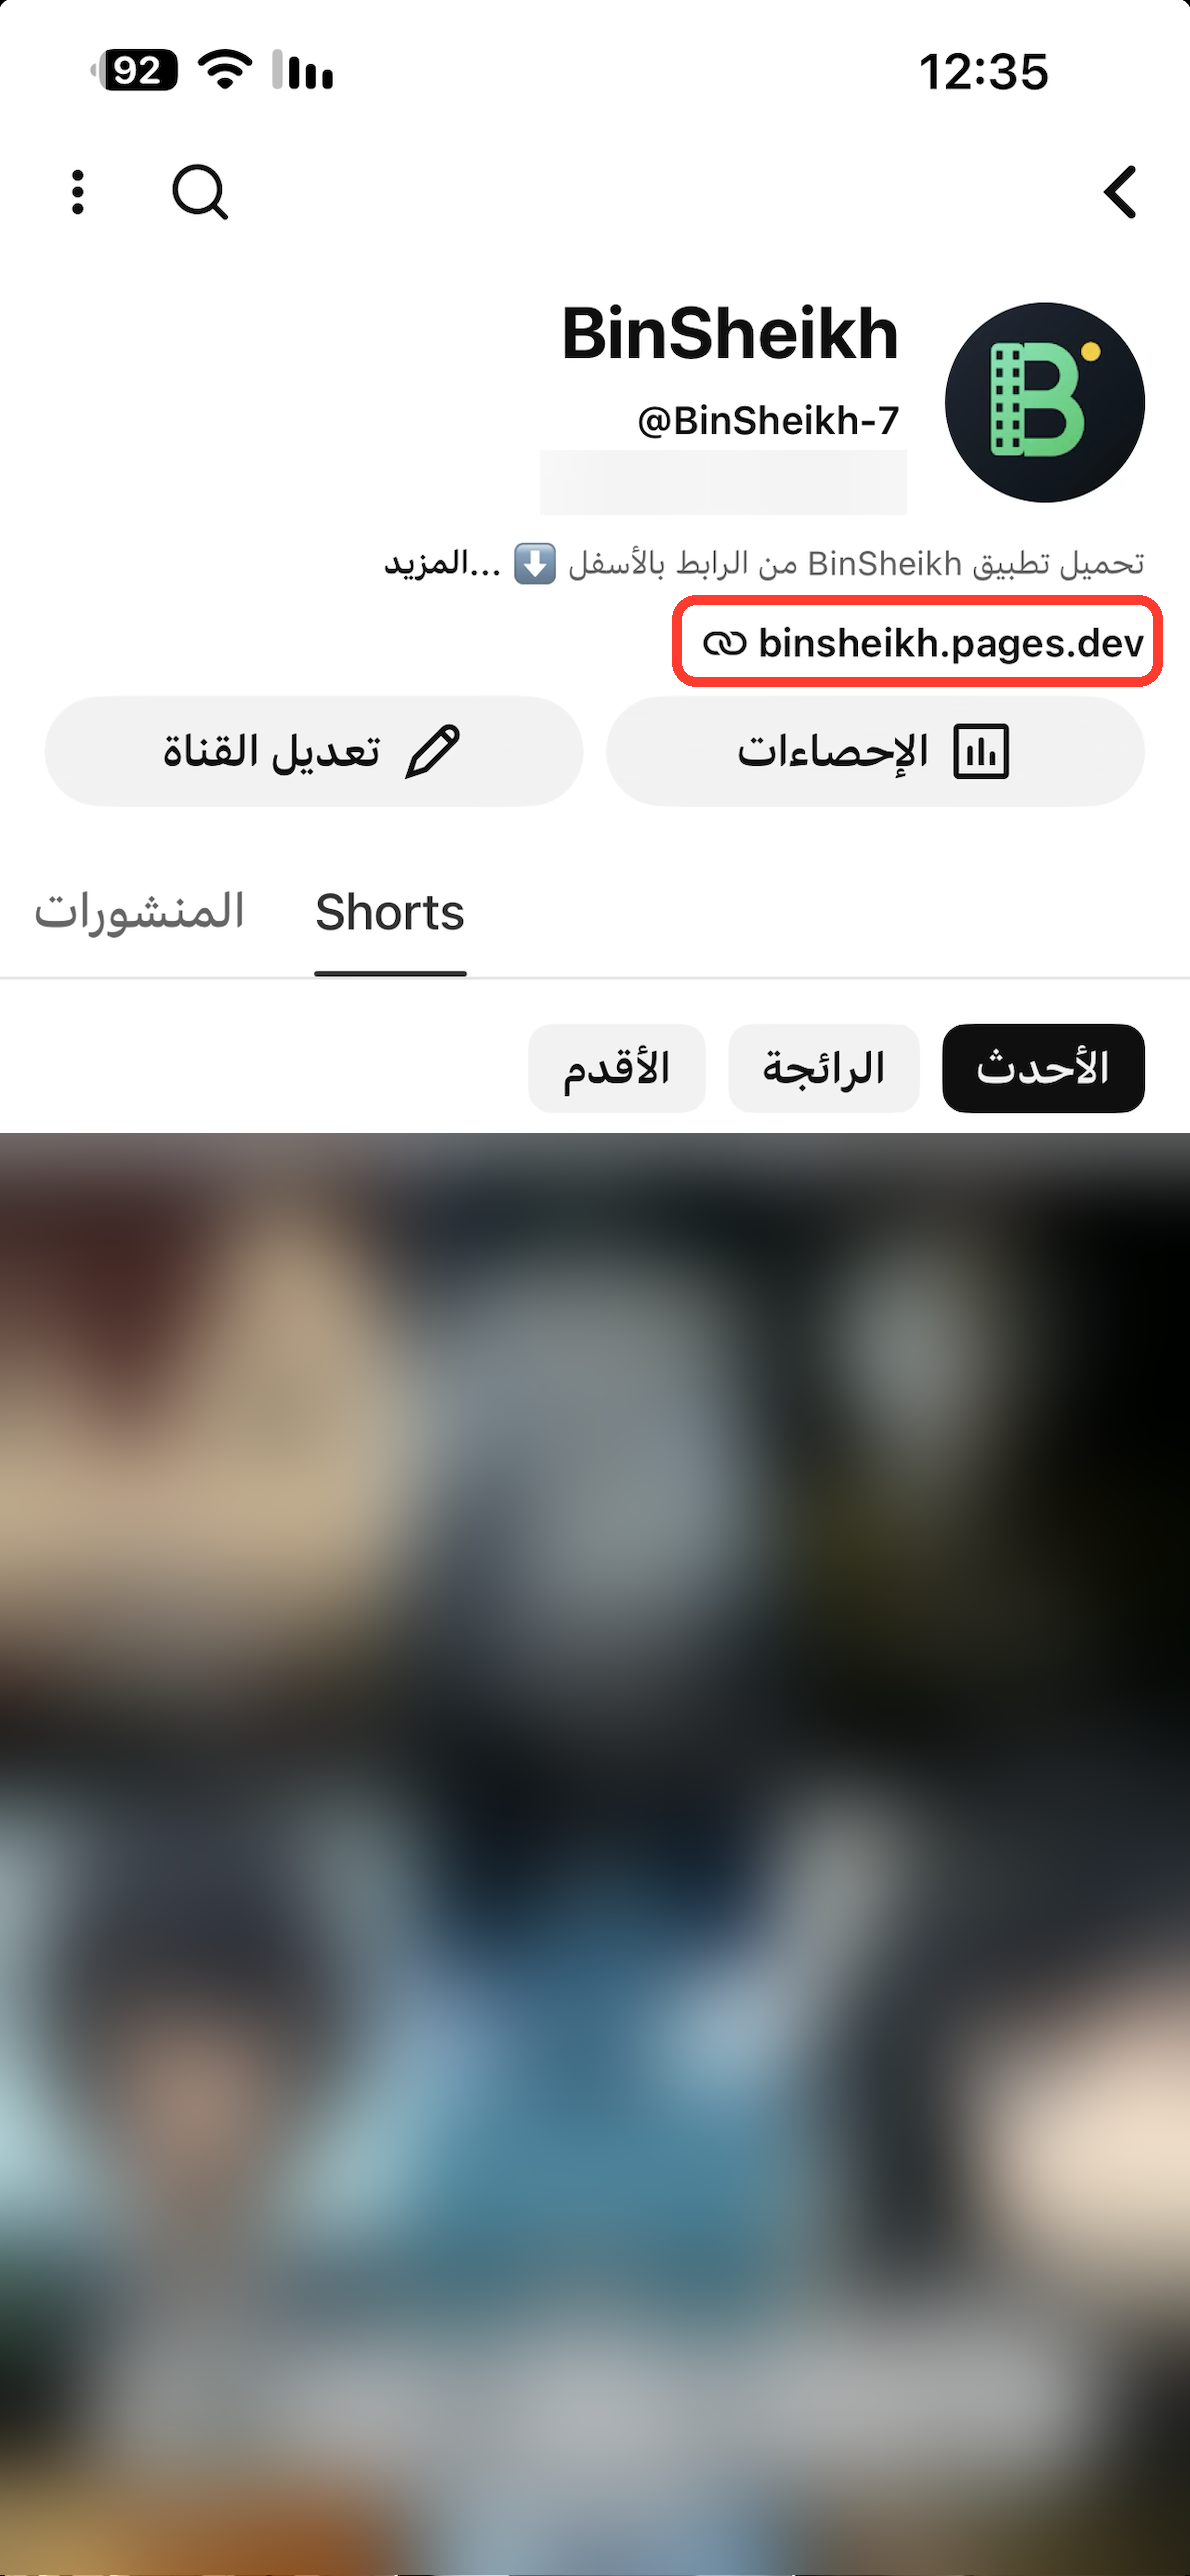 12:35
92
BinSheikh
@BinSheikh-7
تحميل تطبيق BinSheikh من الرابط بالأسفل ⬇️ ...المزيد
binsheikh.pages.dev
الإحصاءات
تعديل القناة
Shorts
المنشورات
الأحدث
الرائجة
الأقدم